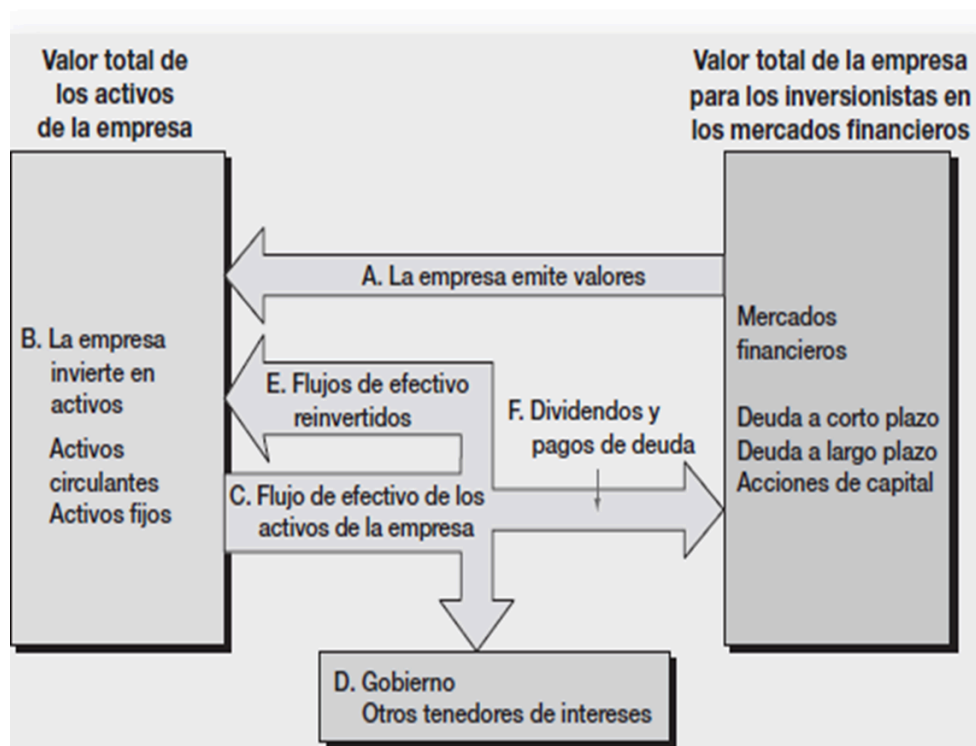 Valor total de
los activos
de la empresa
Valor total de la empresa
para los inversionistas en
los mercados financieros
A. La empresa emite valores
B. La empresa
invierte en
activos
Activos
circulantes
Activos fijos
E. Flujos de efectivo
reinvertidos
F. Dividendos y
pagos de deuda
C. Flujo de efectivo de los
activos de la empresa
Mercados
financieros
Deuda a corto plazo
Deuda a largo plazo
Acciones de capital
D. Gobierno
Otros tenedores de intereses